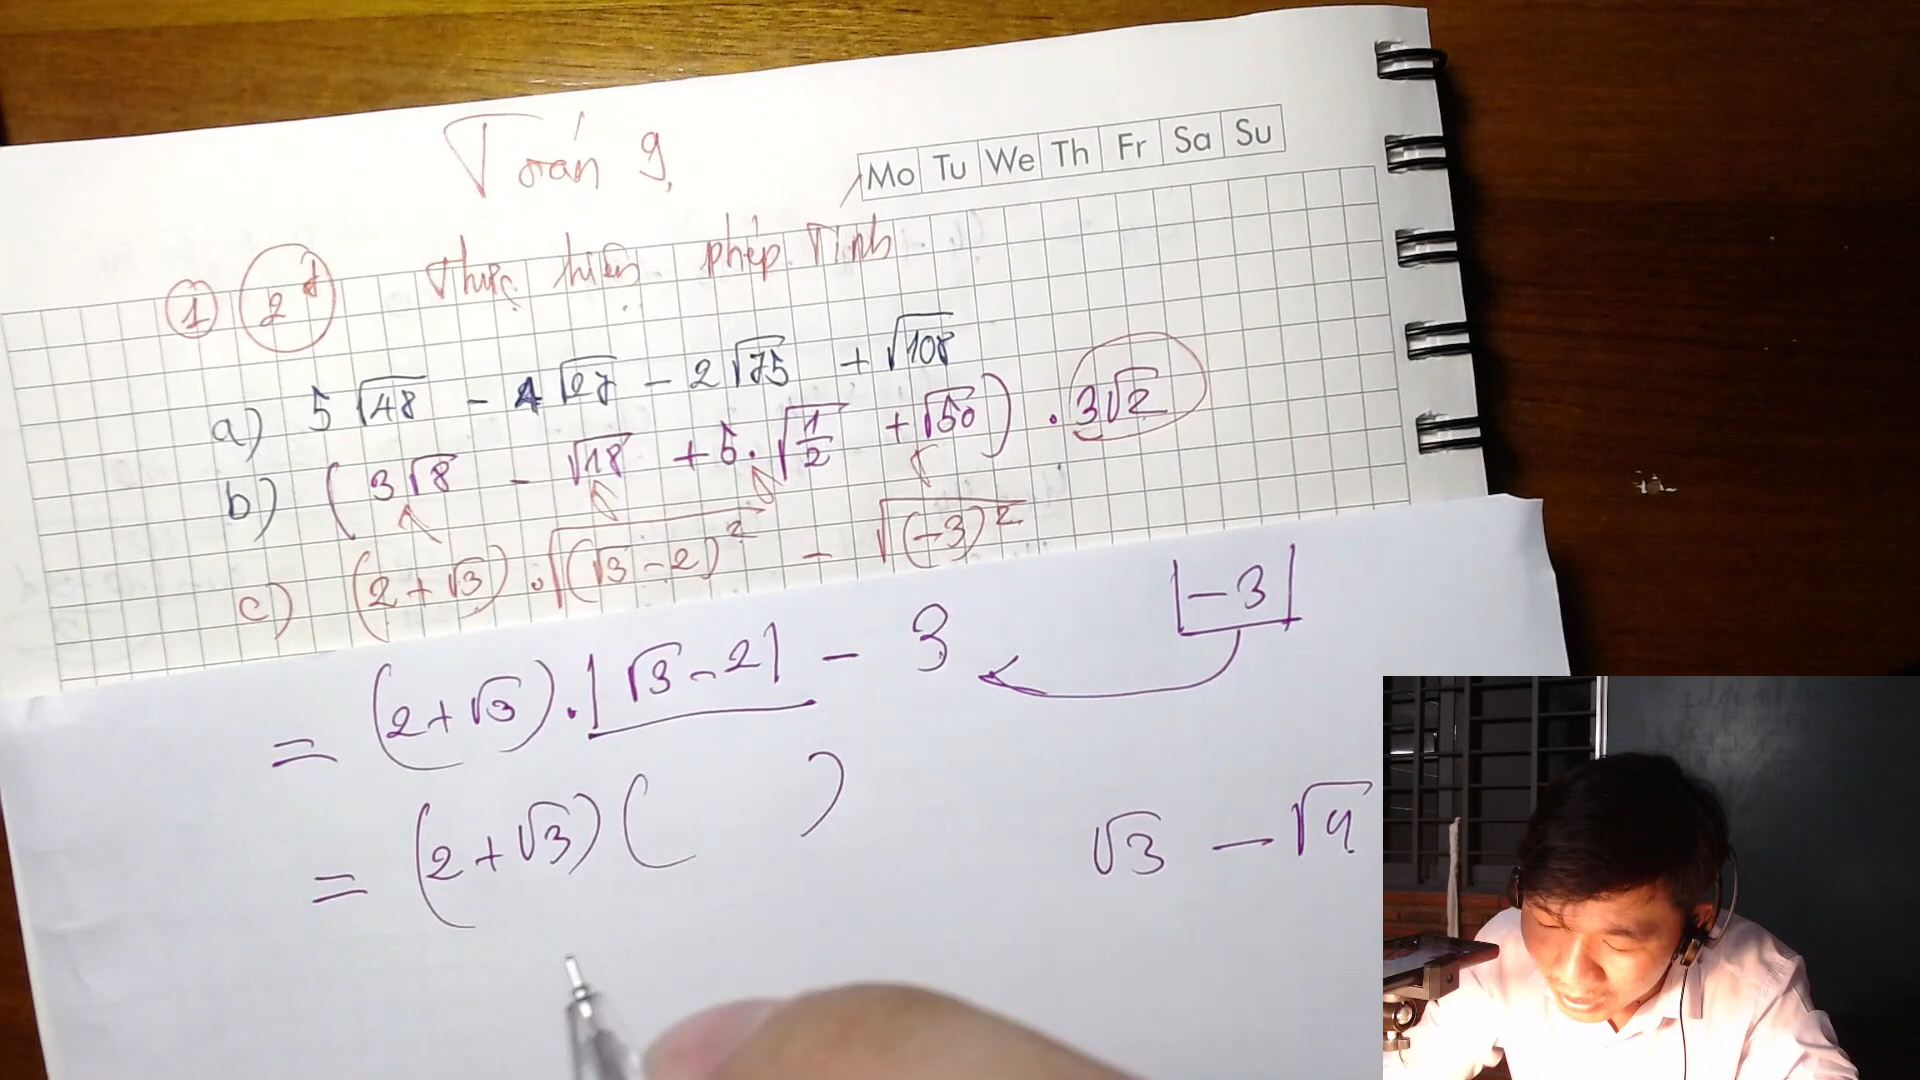 Toán 9.
Mo Tu We Th Fr Sa Su
① 2đ Thực hiện phép tính
a) 5√48 - 4√27 - 2√75 + √108
b) (3√8 - √18 + 5.√(1/2) + √50) . 3√2
c) (2+√3).√(√3-2)² - √(-3)²
|-3|
= (2+√3).|√3-2| - 3
= (2+√3)( )
√3 - √4